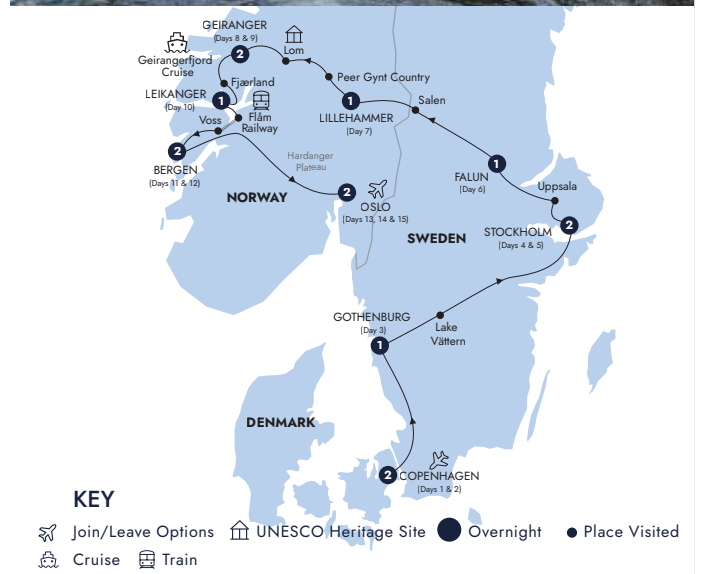 GEIRANGER
(Days 8 & 9)
2
Lom
Geirangerfjord
Cruise
Fjærland
Peer Gynt Country
LEIKANGER
(Day 10)
1
Flåm
Railway
Voss
1
LILLEHAMMER
(Day 7)
Salen
2
BERGEN
(Days 11 & 12)
Hardanger
Plateau
1
FALUN
(Day 6)
Uppsala
NORWAY
2
OSLO
(Days 13, 14 & 15)
SWEDEN
STOCKHOLM
(Days 4 & 5)
2
GOTHENBURG
(Day 3)
1
Lake
Vättern
DENMARK
2
COPENHAGEN
(Days 1 & 2)
KEY
Join/Leave Options
UNESCO Heritage Site
Overnight
Place Visited
Cruise
Train